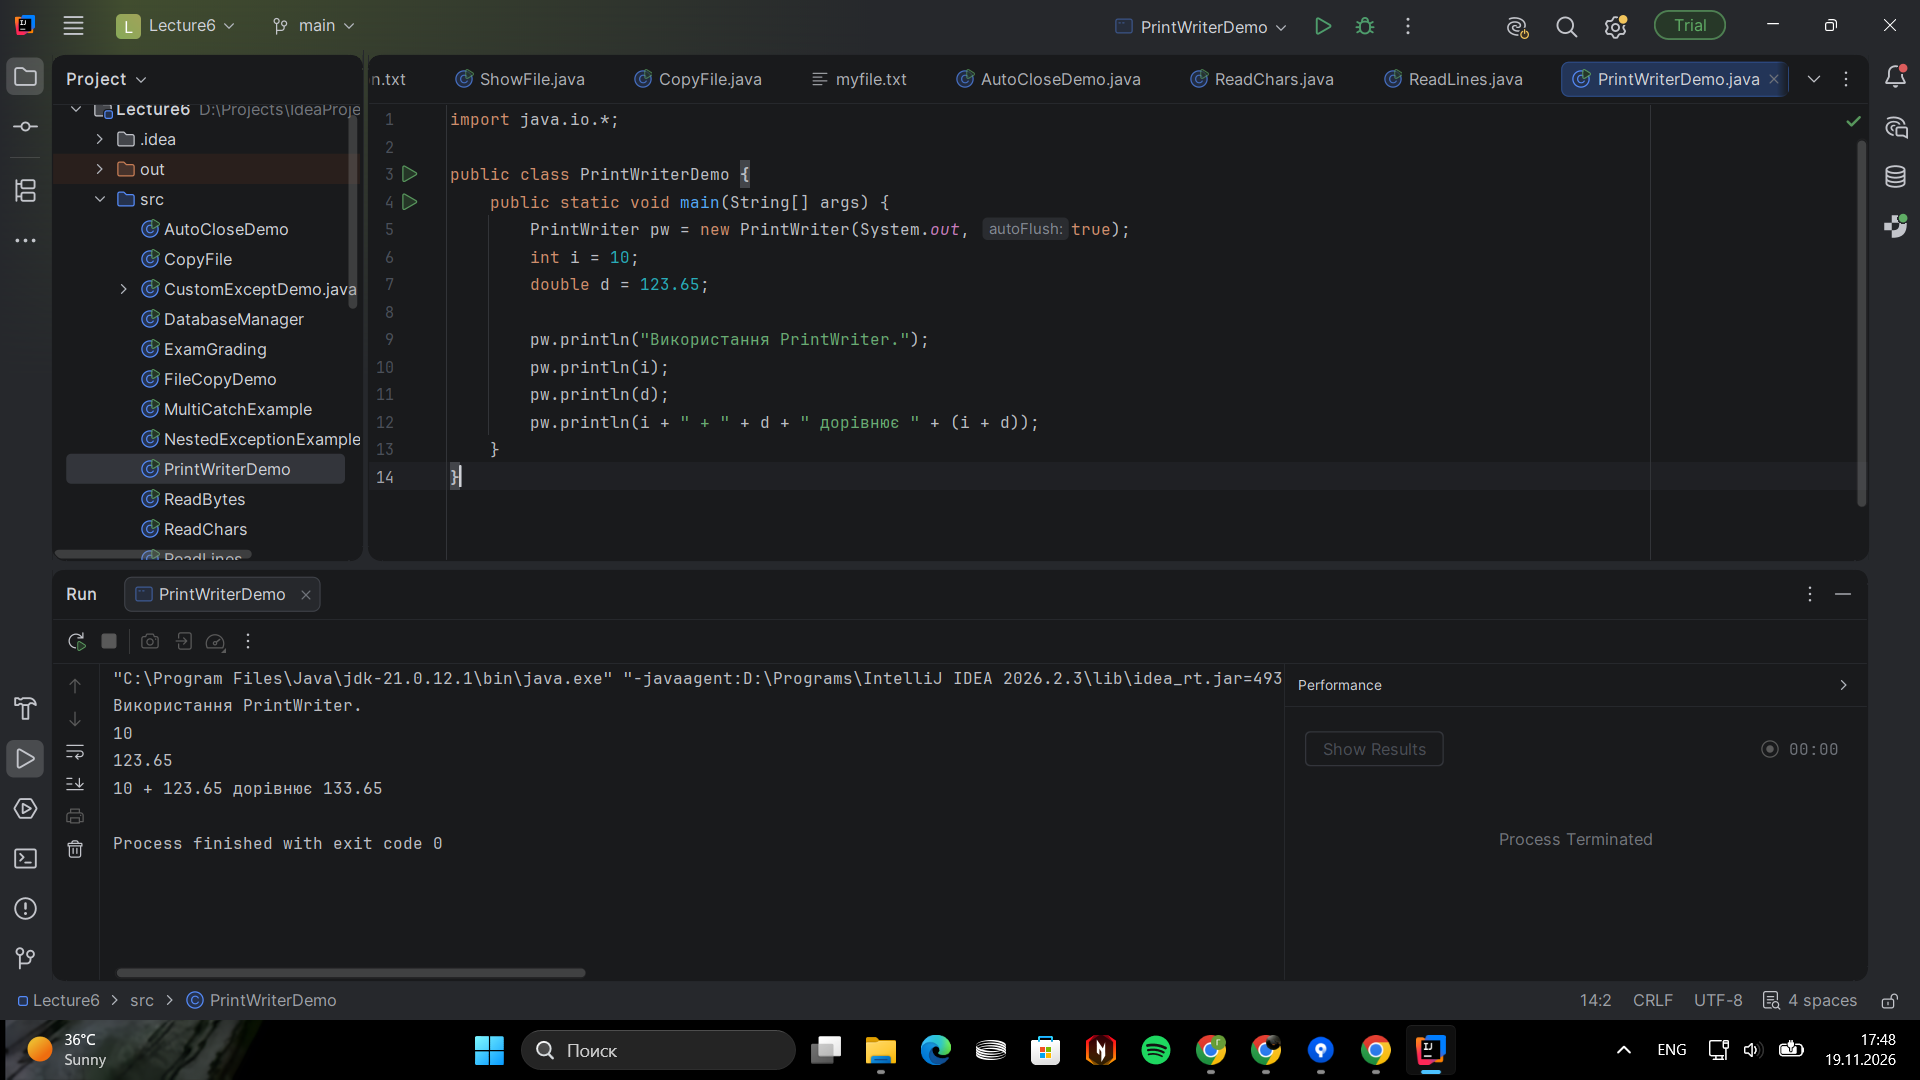 L Lecture6
main
PrintWriterDemo
Trial
Project
n.txt
ShowFile.java
CopyFile.java
myfile.txt
AutoCloseDemo.java
ReadChars.java
ReadLines.java
PrintWriterDemo.java
Lecture6 D:\Projects\IdeaProje
.idea
out
src
AutoCloseDemo
CopyFile
CustomExceptDemo.java
DatabaseManager
ExamGrading
FileCopyDemo
MultiCatchExample
NestedExceptionExample
PrintWriterDemo
ReadBytes
ReadChars
ReadLines
1 import java.io.*;
2
3 public class PrintWriterDemo {
4 public static void main(String[] args) {
5 PrintWriter pw = new PrintWriter(System.out, autoFlush: true);
6 int i = 10;
7 double d = 123.65;
8
9 pw.println("Використання PrintWriter.");
10 pw.println(i);
11 pw.println(d);
12 pw.println(i + " + " + d + " дорівнює " + (i + d));
13 }
14 }
Run
PrintWriterDemo
"C:\Program Files\Java\jdk-21.0.12.1\bin\java.exe" "-javaagent:D:\Programs\IntelliJ IDEA 2026.2.3\lib\idea_rt.jar=493
Використання PrintWriter.
10
123.65
10 + 123.65 дорівнює 133.65
Process finished with exit code 0
Performance
Show Results
00:00
Process Terminated
Lecture6 > src > PrintWriterDemo
14:2 CRLF UTF-8 4 spaces
36°C
Sunny
Поиск
ENG
17:48
19.11.2026